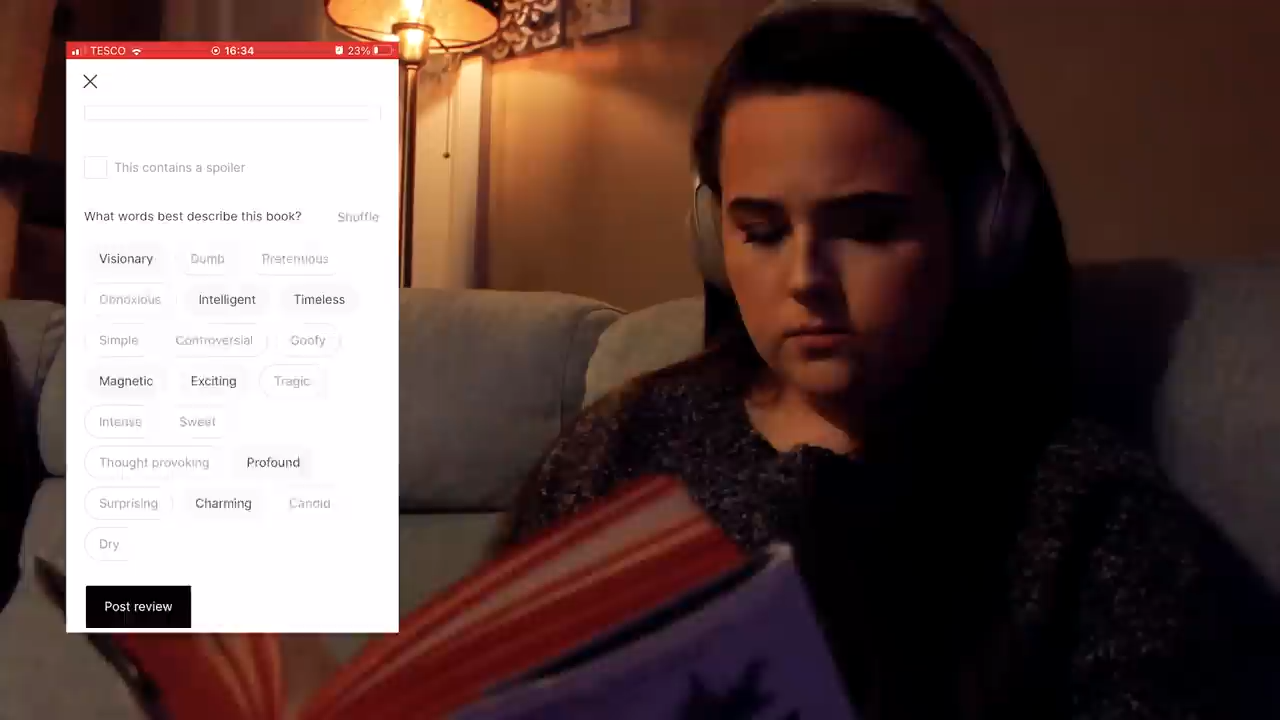 TESCO 16:34 23%
This contains a spoiler
What words best describe this book? Shuffle
Visionary Dumb Pretentious
Obnoxious Intelligent Timeless
Simple Controversial Goofy
Magnetic Exciting Tragic
Intense Sweet
Thought provoking Profound
Surprising Charming Candid
Dry
Post review